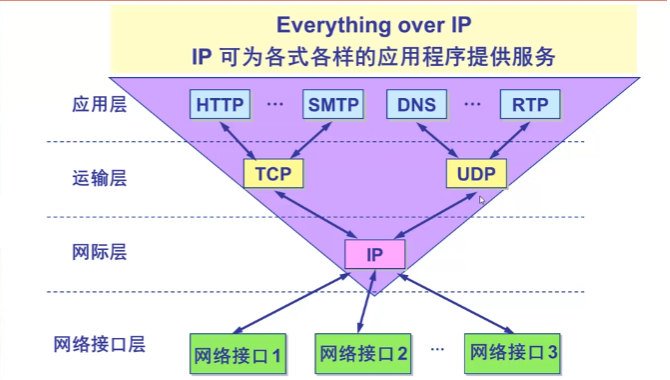 Everything over IP
IP 可为各式各样的应用程序提供服务
应用层 HTTP … SMTP DNS … RTP
运输层 TCP UDP
网际层 IP
网络接口层 网络接口1 网络接口2 … 网络接口3